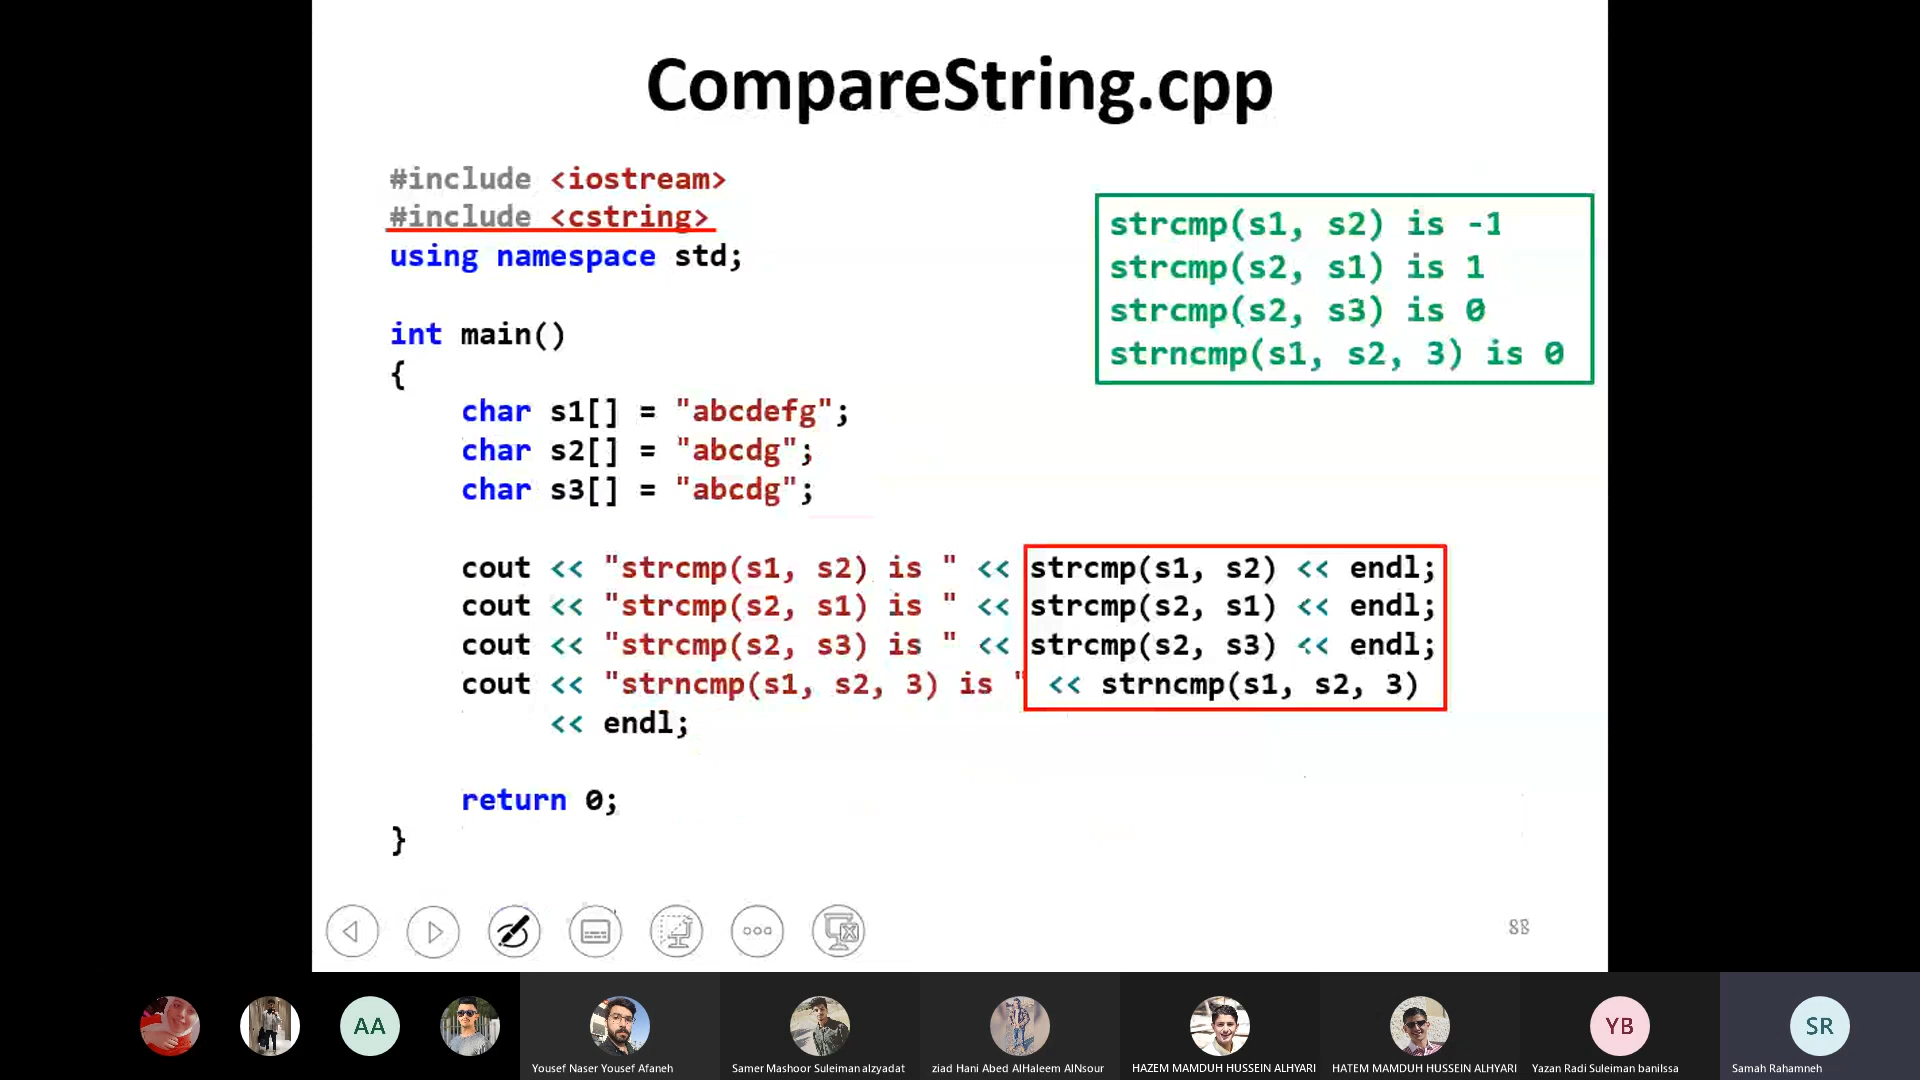 CompareString.cpp
#include <iostream>
#include <cstring>
using namespace std;
int main()
{
char s1[] = "abcdefg";
char s2[] = "abcdg";
char s3[] = "abcdg";
cout << "strcmp(s1, s2) is " << strcmp(s1, s2) << endl;
cout << "strcmp(s2, s1) is " << strcmp(s2, s1) << endl;
cout << "strcmp(s2, s3) is " << strcmp(s2, s3) << endl;
cout << "strncmp(s1, s2, 3) is " << strncmp(s1, s2, 3)
<< endl;
return 0;
}
strcmp(s1, s2) is -1
strcmp(s2, s1) is 1
strcmp(s2, s3) is 0
strncmp(s1, s2, 3) is 0
88
AA
YB
SR
Yousef Naser Yousef Afaneh
Samer Mashoor Suleiman alzyadat
ziad Hani Abed AlHaleem AlNsour
HAZEM MAMDUH HUSSEIN ALHYARI
HATEM MAMDUH HUSSEIN ALHYARI
Yazan Radi Suleiman baniIssa
Samah Rahamneh